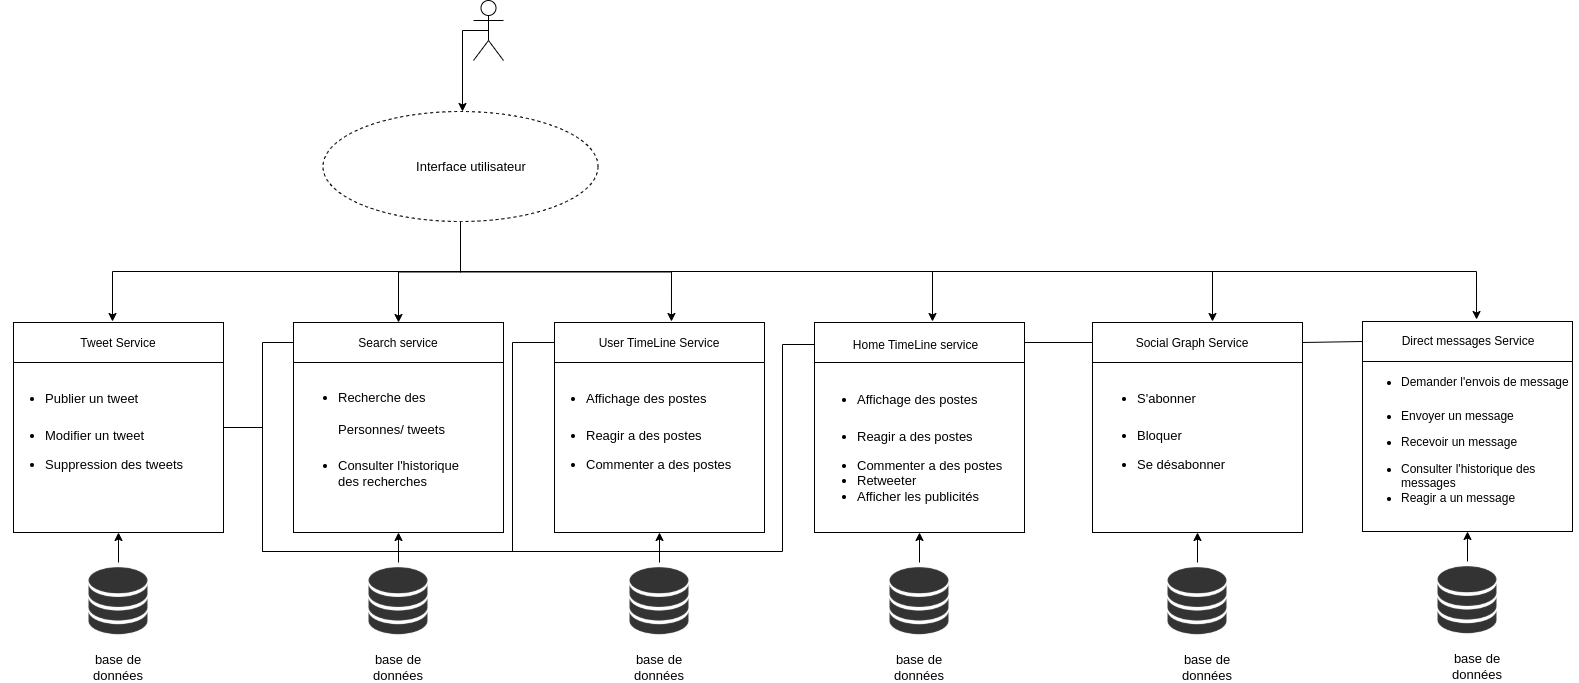 Interface utilisateur
Tweet Service
• Publier un tweet
• Modifier un tweet
• Suppression des tweets
Search service
• Recherche des
Personnes/ tweets
• Consulter l'historique
des recherches
User TimeLine Service
• Affichage des postes
• Reagir a des postes
• Commenter a des postes
Home TimeLine service
• Affichage des postes
• Reagir a des postes
• Commenter a des postes
• Retweeter
• Afficher les publicités
Social Graph Service
• S'abonner
• Bloquer
• Se désabonner
Direct messages Service
• Demander l'envois de message
• Envoyer un message
• Recevoir un message
• Consulter l'historique des
messages
• Reagir a un message
base de
données
base de
données
base de
données
base de
données
base de
données
base de
données